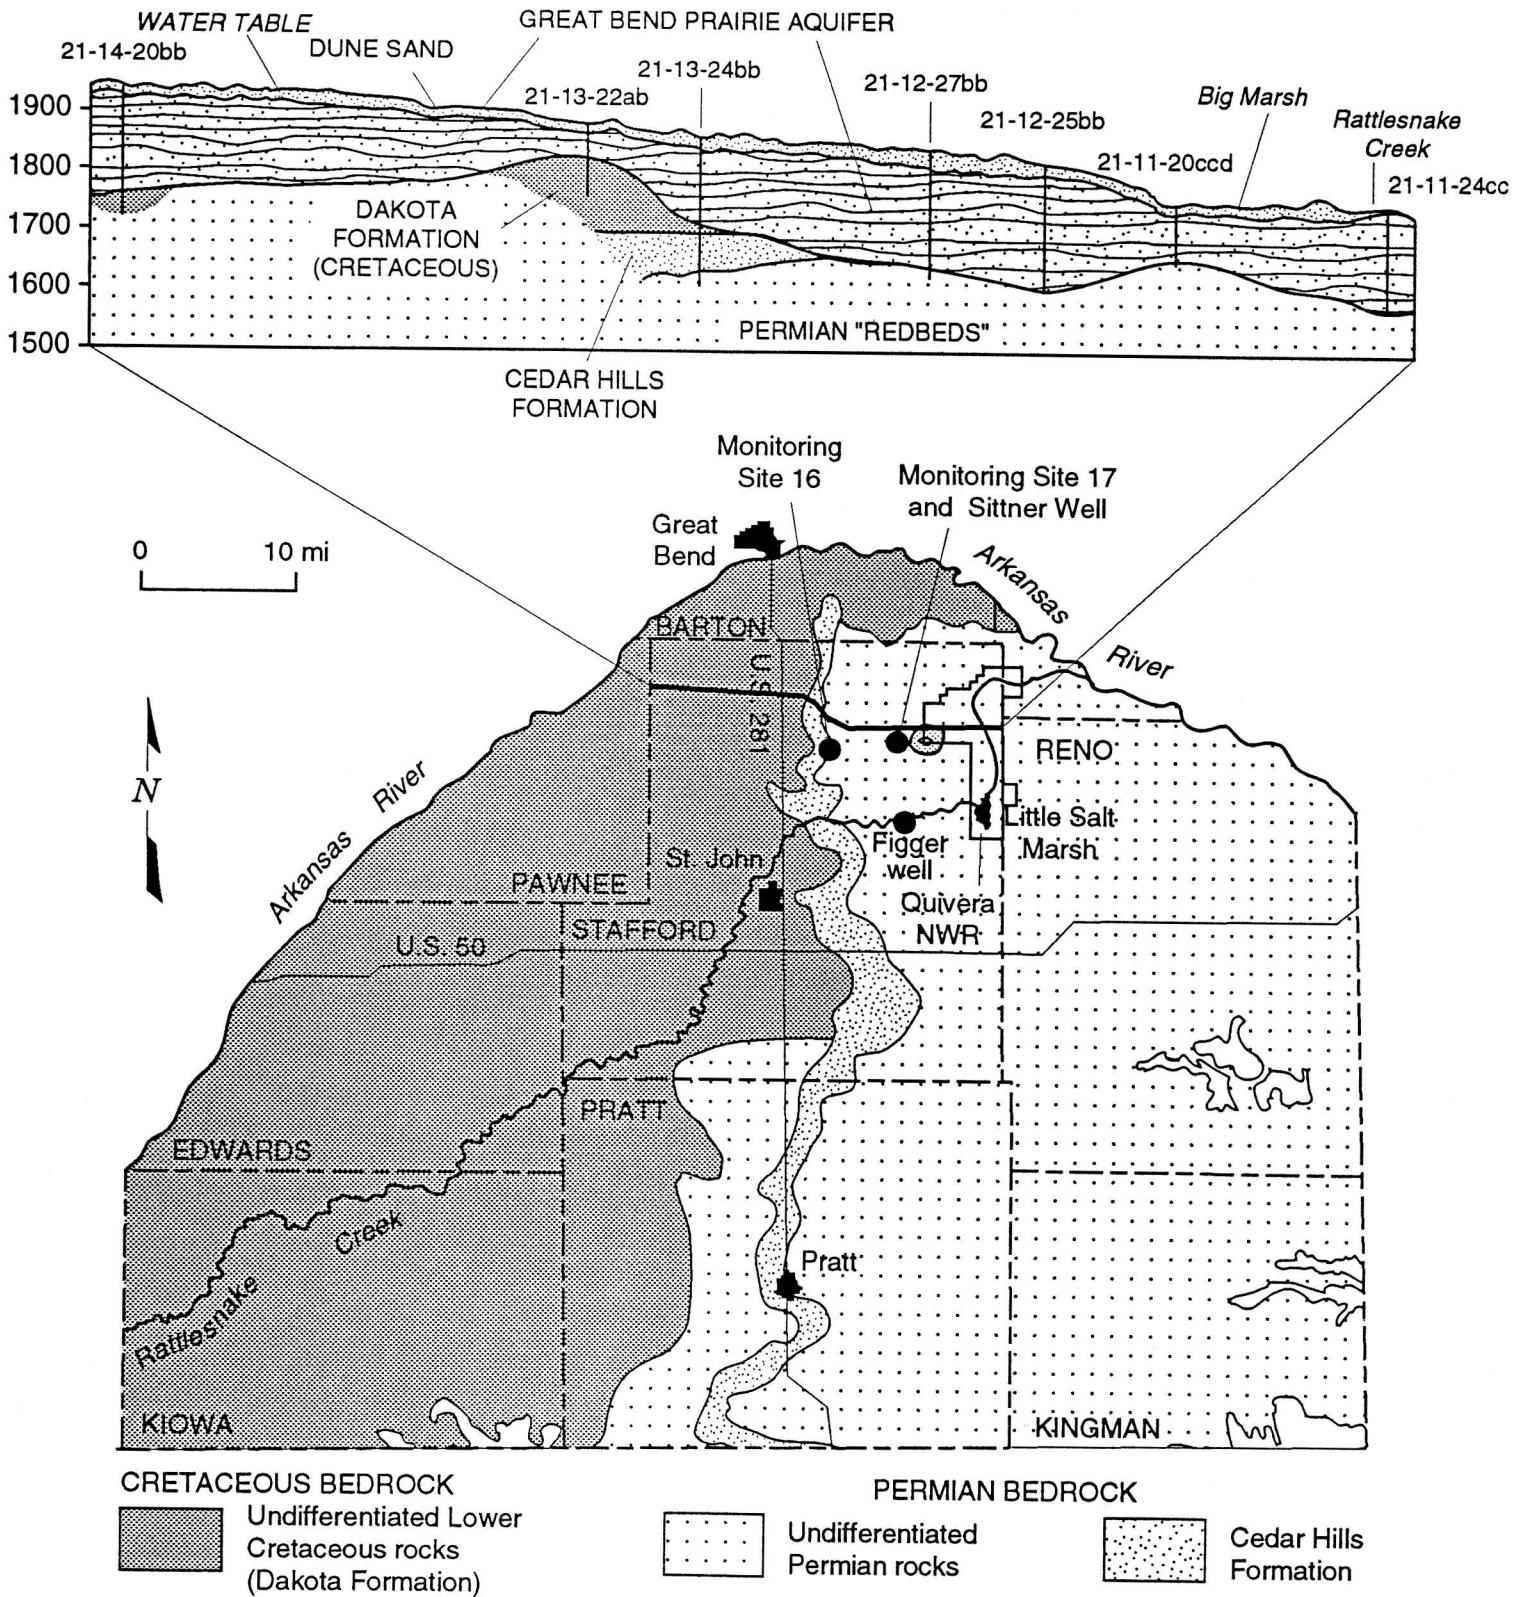 WATER TABLE
GREAT BEND PRAIRIE AQUIFER
21-14-20bb
DUNE SAND
21-13-24bb
21-12-27bb
21-13-22ab
Big Marsh
21-12-25bb
Rattlesnake
Creek
21-11-20ccd
21-11-24cc
1900
1800
1700
1600
1500
DAKOTA
FORMATION
(CRETACEOUS)
PERMIAN "REDBEDS"
CEDAR HILLS
FORMATION
Monitoring
Site 16
Monitoring Site 17
and Sittner Well
Great
Bend
0 10 mi
Arkansas
River
BARTON
U.S. 281
N
RENO
Arkansas
River
Little Salt
Marsh
Figger
well
St. John
PAWNEE
Quivera
NWR
STAFFORD
U.S. 50
PRATT
EDWARDS
Rattlesnake
Creek
Pratt
KIOWA
KINGMAN
CRETACEOUS BEDROCK
Undifferentiated Lower
Cretaceous rocks
(Dakota Formation)
PERMIAN BEDROCK
Undifferentiated
Permian rocks
Cedar Hills
Formation